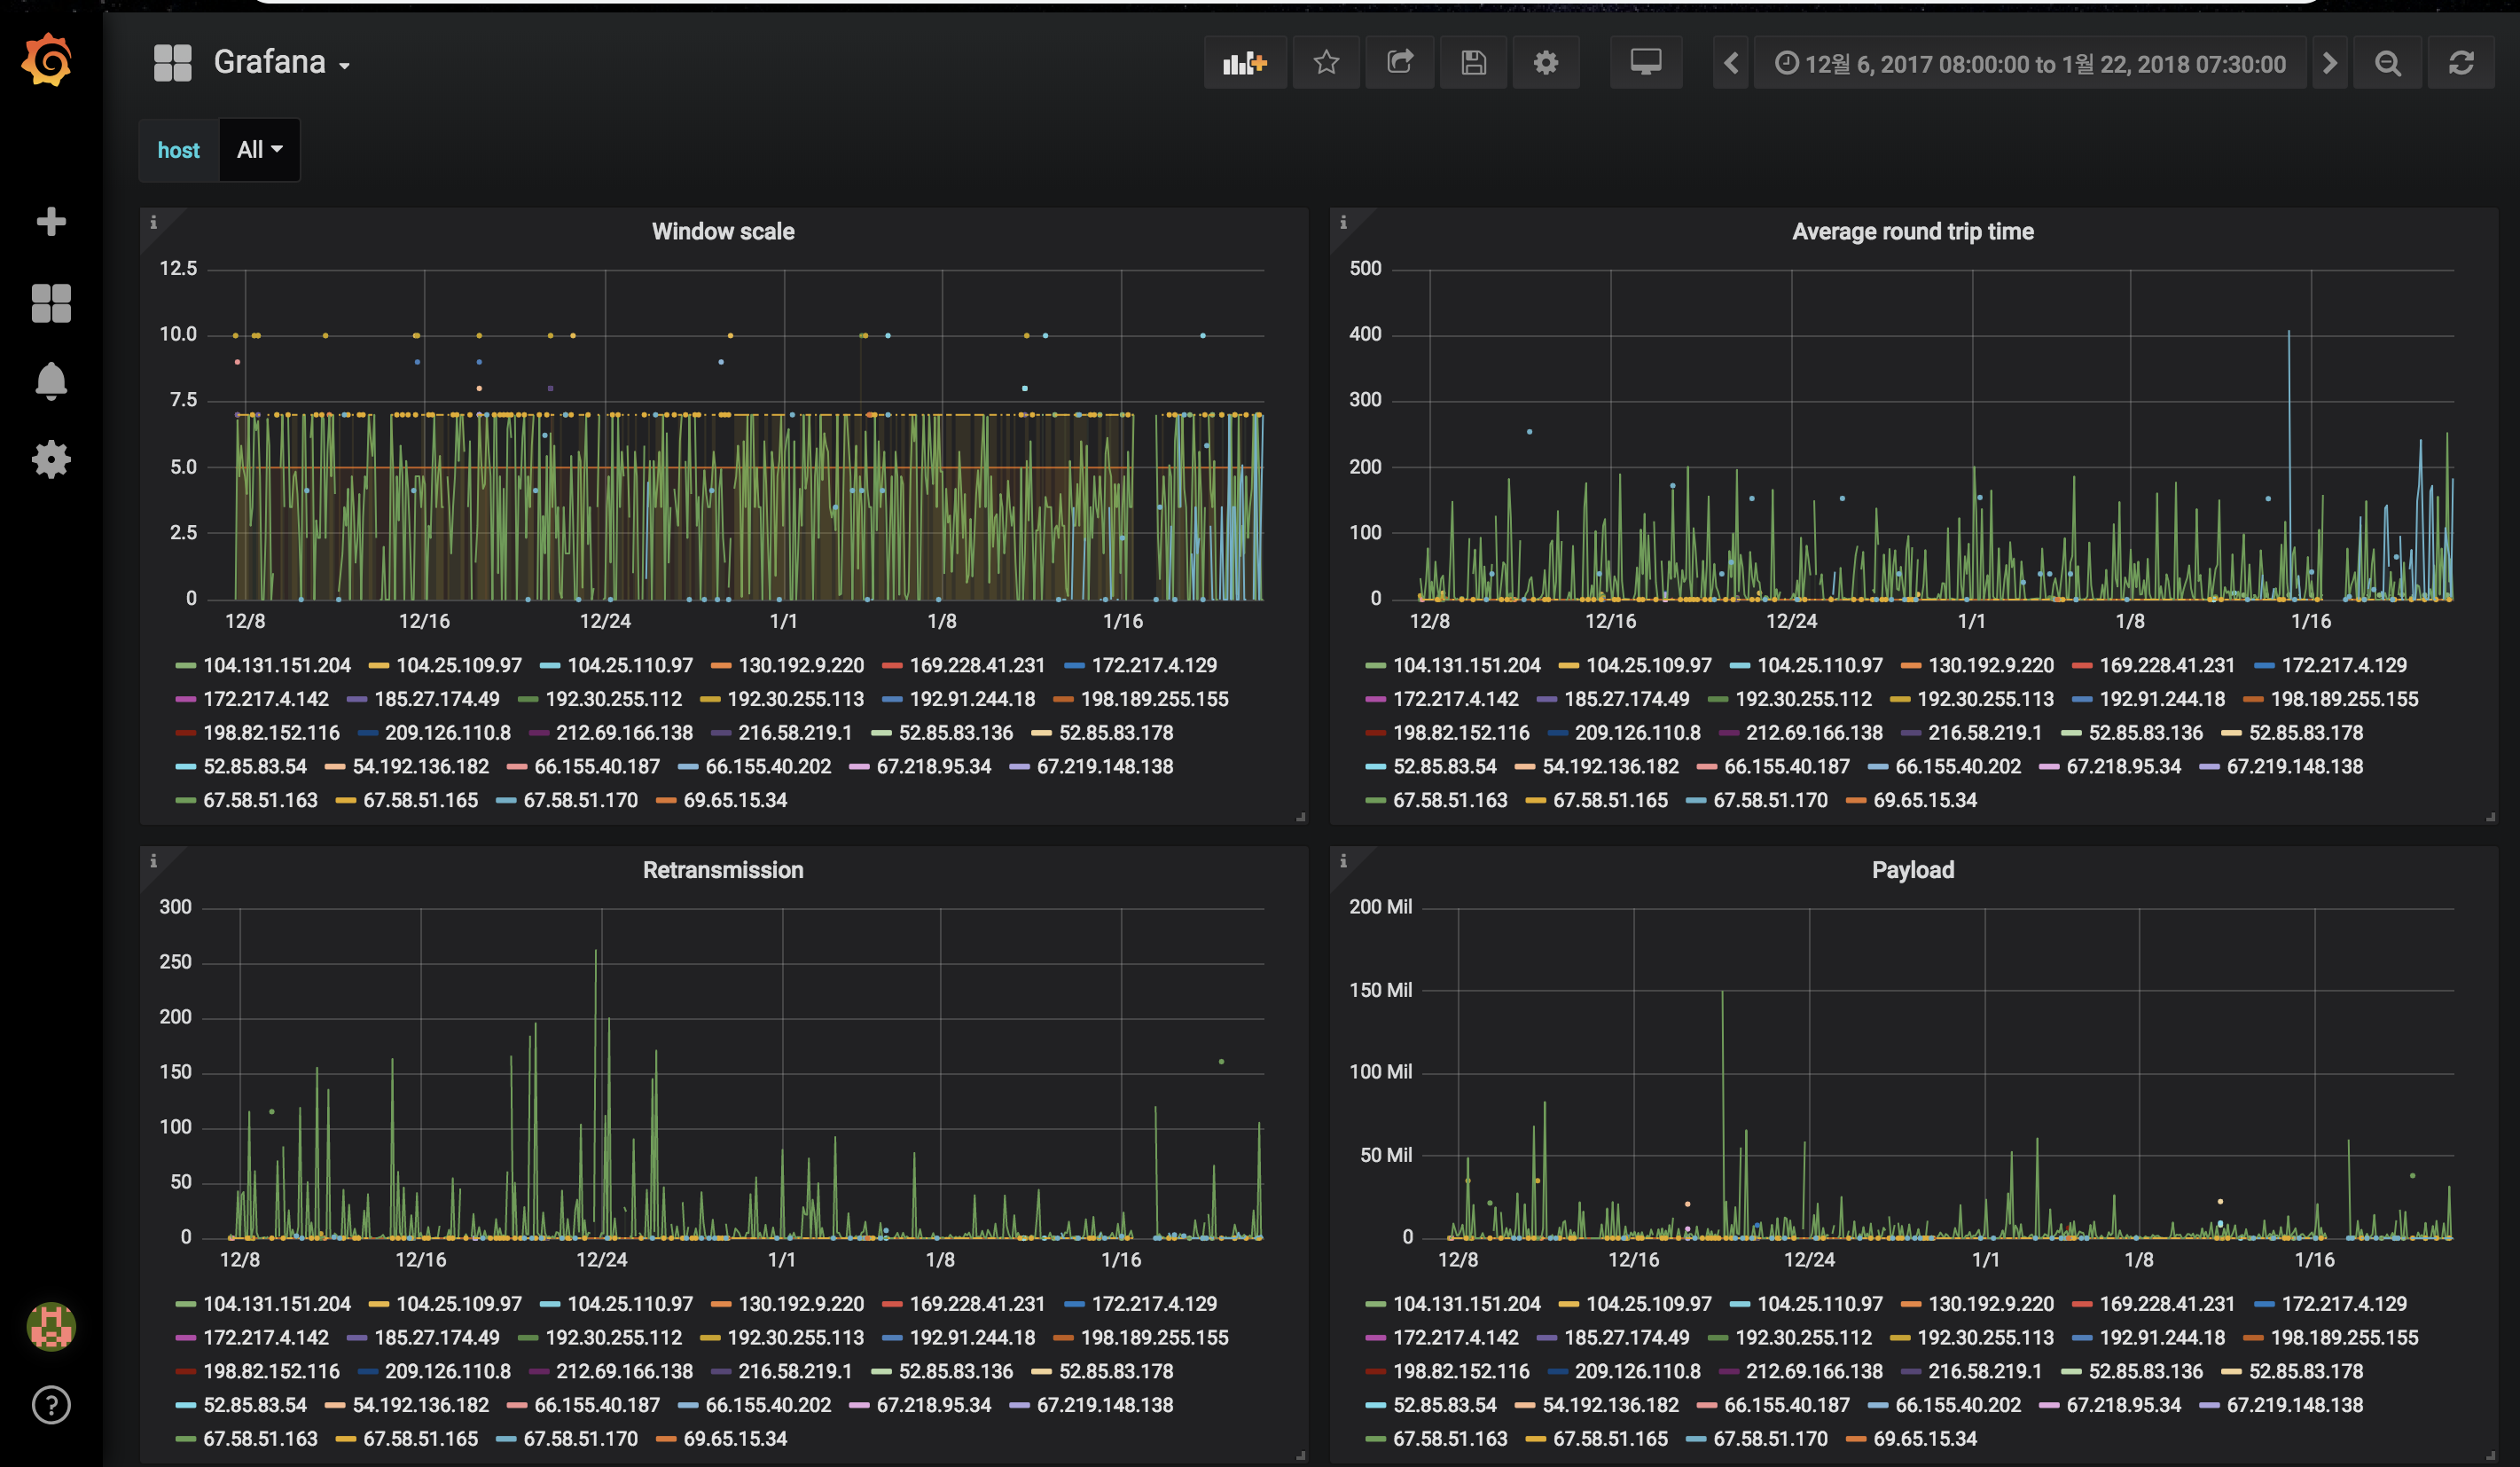 Grafana
12월 6, 2017 08:00:00 to 1월 22, 2018 07:30:00
host All
Window scale
12.5
10.0
7.5
5.0
2.5
0
12/8 12/16 12/24 1/1 1/8 1/16
104.131.151.204 104.25.109.97 104.25.110.97 130.192.9.220 169.228.41.231 172.217.4.129
172.217.4.142 185.27.174.49 192.30.255.112 192.30.255.113 192.91.244.18 198.189.255.155
198.82.152.116 209.126.110.8 212.69.166.138 216.58.219.1 52.85.83.136 52.85.83.178
52.85.83.54 54.192.136.182 66.155.40.187 66.155.40.202 67.218.95.34 67.219.148.138
67.58.51.163 67.58.51.165 67.58.51.170 69.65.15.34
Average round trip time
500
400
300
200
100
0
12/8 12/16 12/24 1/1 1/8 1/16
104.131.151.204 104.25.109.97 104.25.110.97 130.192.9.220 169.228.41.231 172.217.4.129
172.217.4.142 185.27.174.49 192.30.255.112 192.30.255.113 192.91.244.18 198.189.255.155
198.82.152.116 209.126.110.8 212.69.166.138 216.58.219.1 52.85.83.136 52.85.83.178
52.85.83.54 54.192.136.182 66.155.40.187 66.155.40.202 67.218.95.34 67.219.148.138
67.58.51.163 67.58.51.165 67.58.51.170 69.65.15.34
Retransmission
300
250
200
150
100
50
0
12/8 12/16 12/24 1/1 1/8 1/16
104.131.151.204 104.25.109.97 104.25.110.97 130.192.9.220 169.228.41.231 172.217.4.129
172.217.4.142 185.27.174.49 192.30.255.112 192.30.255.113 192.91.244.18 198.189.255.155
198.82.152.116 209.126.110.8 212.69.166.138 216.58.219.1 52.85.83.136 52.85.83.178
52.85.83.54 54.192.136.182 66.155.40.187 66.155.40.202 67.218.95.34 67.219.148.138
67.58.51.163 67.58.51.165 67.58.51.170 69.65.15.34
Payload
200 Mil
150 Mil
100 Mil
50 Mil
0
12/8 12/16 12/24 1/1 1/8 1/16
104.131.151.204 104.25.109.97 104.25.110.97 130.192.9.220 169.228.41.231 172.217.4.129
172.217.4.142 185.27.174.49 192.30.255.112 192.30.255.113 192.91.244.18 198.189.255.155
198.82.152.116 209.126.110.8 212.69.166.138 216.58.219.1 52.85.83.136 52.85.83.178
52.85.83.54 54.192.136.182 66.155.40.187 66.155.40.202 67.218.95.34 67.219.148.138
67.58.51.163 67.58.51.165 67.58.51.170 69.65.15.34